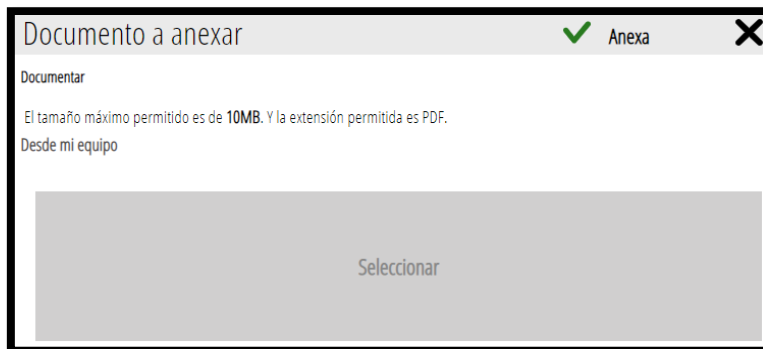 Documento a anexar Anexa
Documentar
El tamaño máximo permitido es de 10MB. Y la extensión permitida es PDF.
Desde mi equipo
Seleccionar